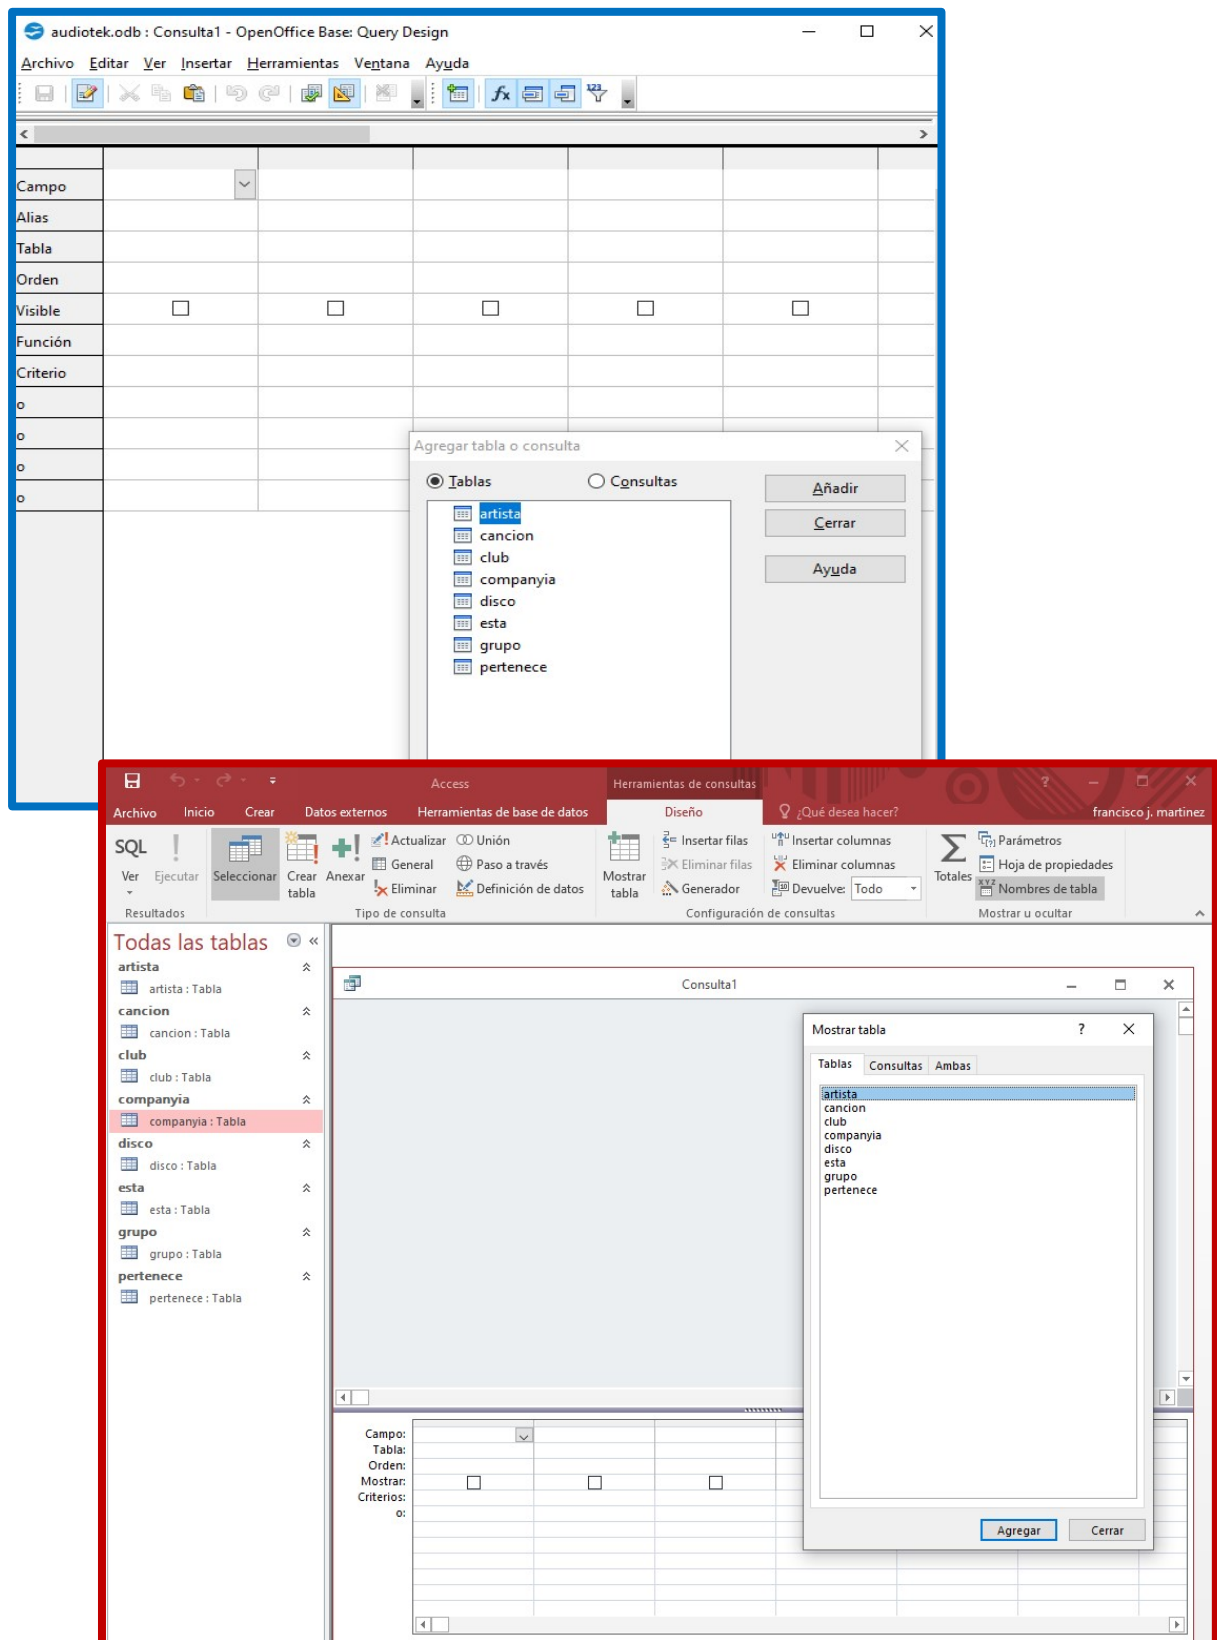 audiotek.odb : Consulta1 - OpenOffice Base: Query Design
Archivo Editar Ver Insertar Herramientas Ventana Ayuda
fx 123
Campo
Alias
Tabla
Orden
Visible
Función
Criterio
o
o
o
o
Agregar tabla o consulta
Tablas Consultas
Añadir
Cerrar
Ayuda
artista
cancion
club
companyia
disco
esta
grupo
pertenece
Access Herramientas de consultas
Archivo Inicio Crear Datos externos Herramientas de base de datos Diseño ¿Qué desea hacer? francisco j. martinez
SQL Actualizar Unión Insertar filas Insertar columnas Parámetros
General Paso a través Eliminar filas Eliminar columnas Hoja de propiedades
Ver Ejecutar Seleccionar Crear tabla Anexar Eliminar Definición de datos Mostrar tabla Generador Devuelve: Todo Totales Nombres de tabla
Resultados Tipo de consulta Configuración de consultas Mostrar u ocultar
Todas las tablas
artista
artista : Tabla
cancion
cancion : Tabla
club
club : Tabla
companyia
companyia : Tabla
disco
disco : Tabla
esta
esta : Tabla
grupo
grupo : Tabla
pertenece
pertenece : Tabla
Consulta1
Mostrar tabla ?
Tablas Consultas Ambas
artista
cancion
club
companyia
disco
esta
grupo
pertenece
Agregar Cerrar
Campo:
Tabla:
Orden:
Mostrar:
Criterios:
o: